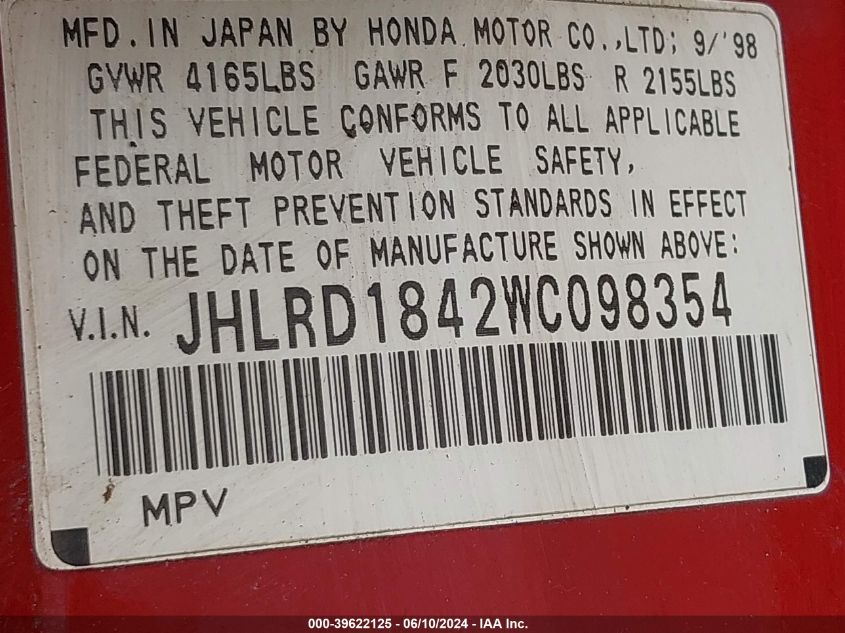 MFD. IN JAPAN BY HONDA MOTOR CO.,LTD; 9/'98
GVWR 4165LBS GAWR F 2030LBS R 2155LBS
THIS VEHICLE CONFORMS TO ALL APPLICABLE
FEDERAL MOTOR VEHICLE SAFETY,
AND THEFT PREVENTION STANDARDS IN EFFECT
ON THE DATE OF MANUFACTURE SHOWN ABOVE:
V.I.N. JHLRD1842WC098354
MPV
000-39622125 - 06/10/2024 - IAA Inc.